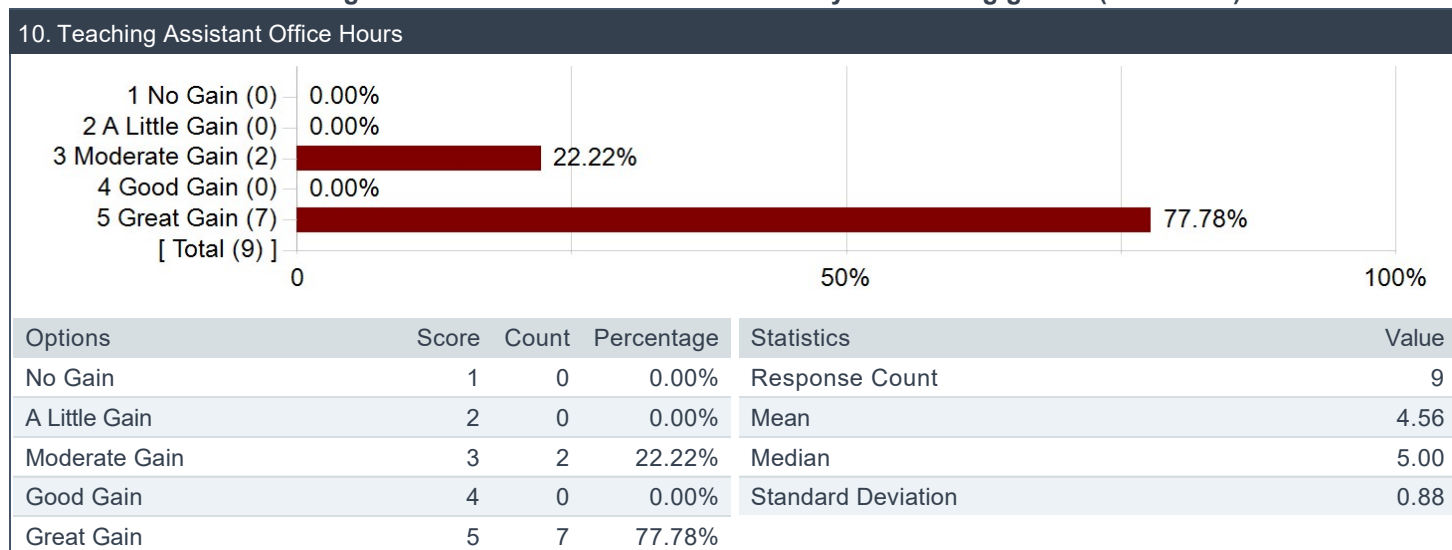 10. Teaching Assistant Office Hours
1 No Gain (0) 0.00%
2 A Little Gain (0) 0.00%
3 Moderate Gain (2) 22.22%
4 Good Gain (0) 0.00%
5 Great Gain (7) 77.78%
[ Total (9) ]
0 50% 100%
Options Score Count Percentage
No Gain 1 0 0.00%
A Little Gain 2 0 0.00%
Moderate Gain 3 2 22.22%
Good Gain 4 0 0.00%
Great Gain 5 7 77.78%
Statistics Value
Response Count 9
Mean 4.56
Median 5.00
Standard Deviation 0.88